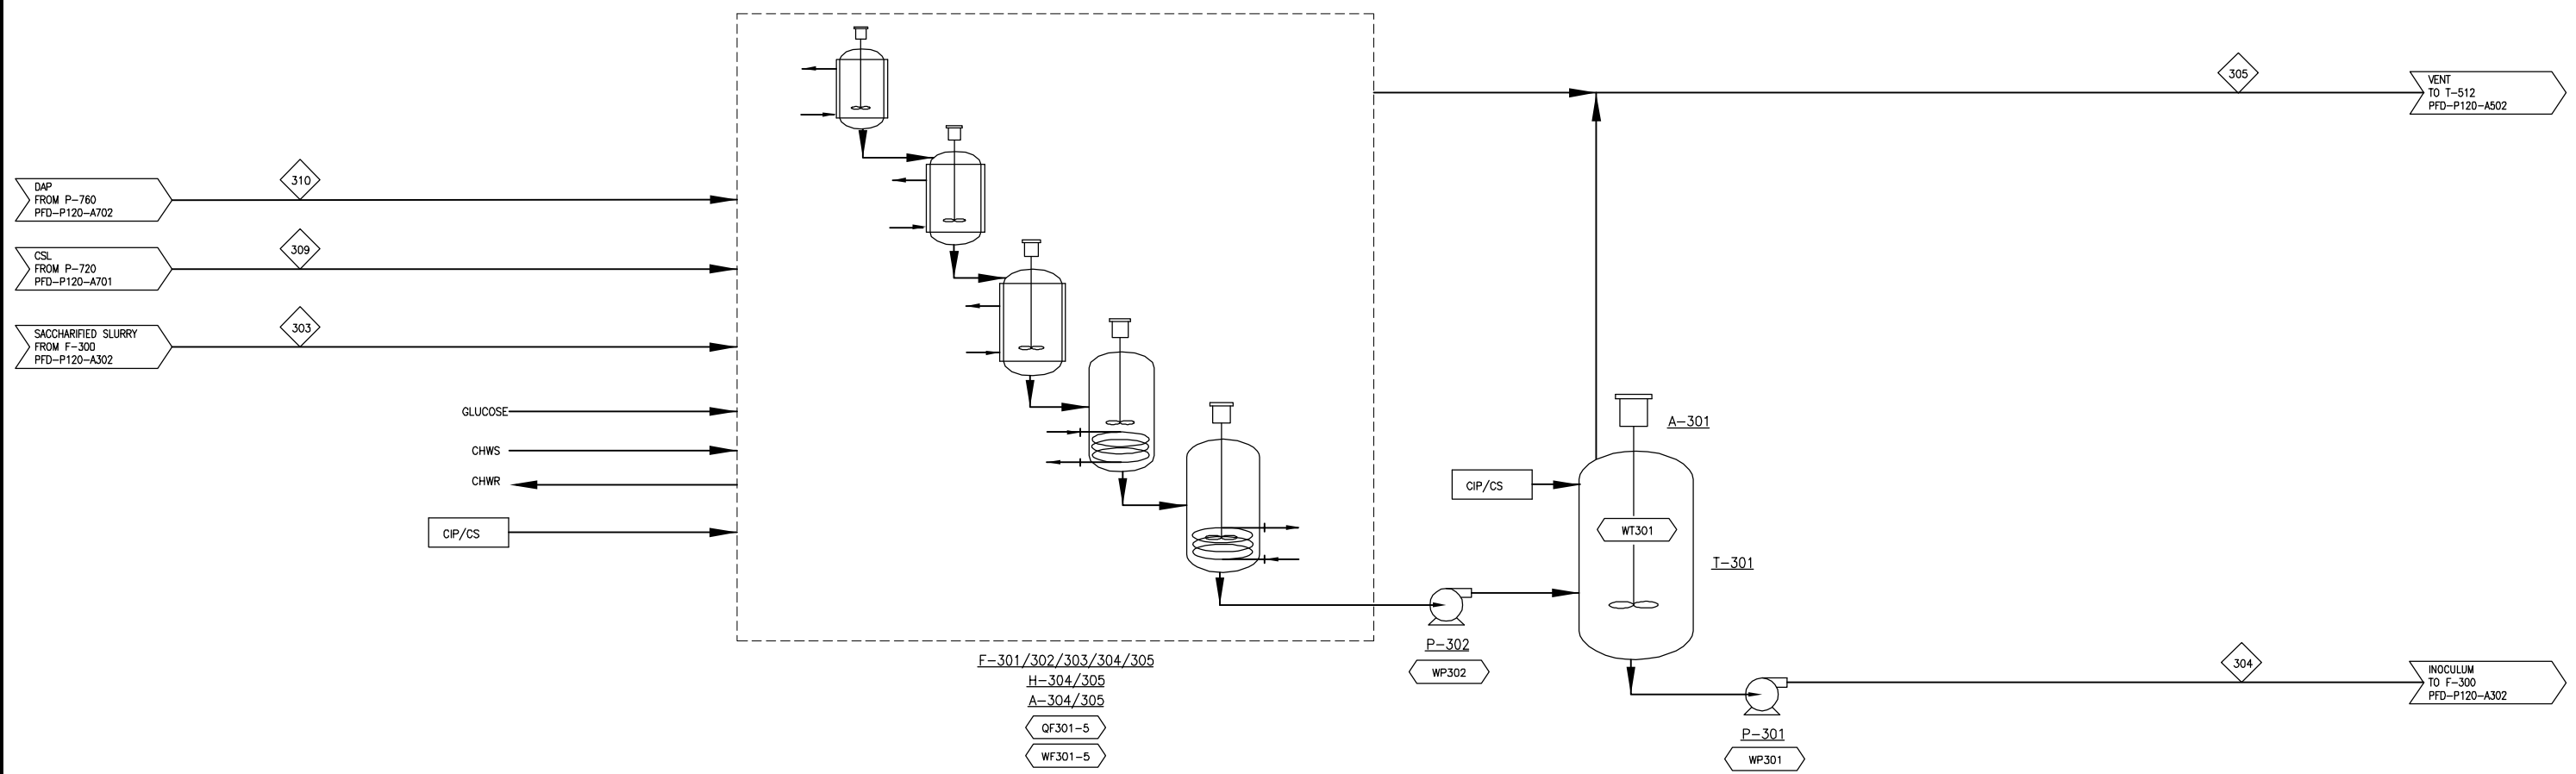 305
VENT
TO T-512
PFD-P120-A502
DAP
FROM P-760
PFD-P120-A702
310
CSL
FROM P-720
PFD-P120-A701
309
SACCHARIFIED SLURRY
FROM F-300
PFD-P120-A302
303
GLUCOSE
CHWS
CHWR
CIP/CS
A-301
CIP/CS
WT301
T-301
P-302
WP302
F-301/302/303/304/305
H-304/305
A-304/305
QF301-5
WF301-5
304
INOCULUM
TO F-300
PFD-P120-A302
P-301
WP301